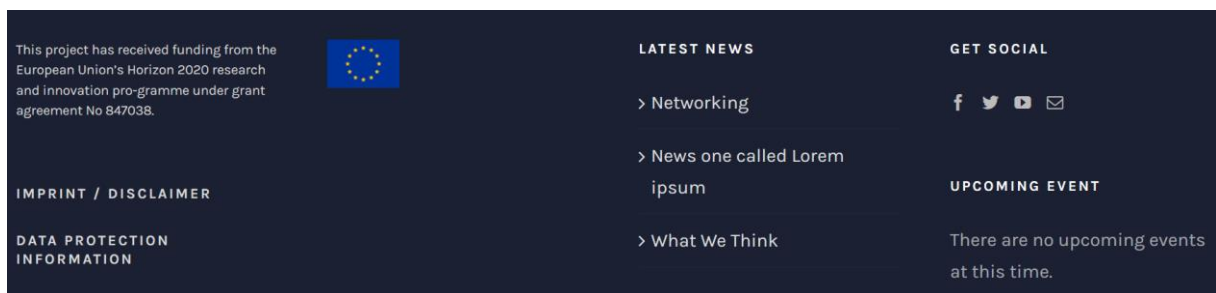 This project has received funding from the
European Union's Horizon 2020 research
and innovation pro-gramme under grant
agreement No 847038.
IMPRINT / DISCLAIMER
DATA PROTECTION
INFORMATION
LATEST NEWS
> Networking
> News one called Lorem
ipsum
> What We Think
GET SOCIAL
UPCOMING EVENT
There are no upcoming events
at this time.